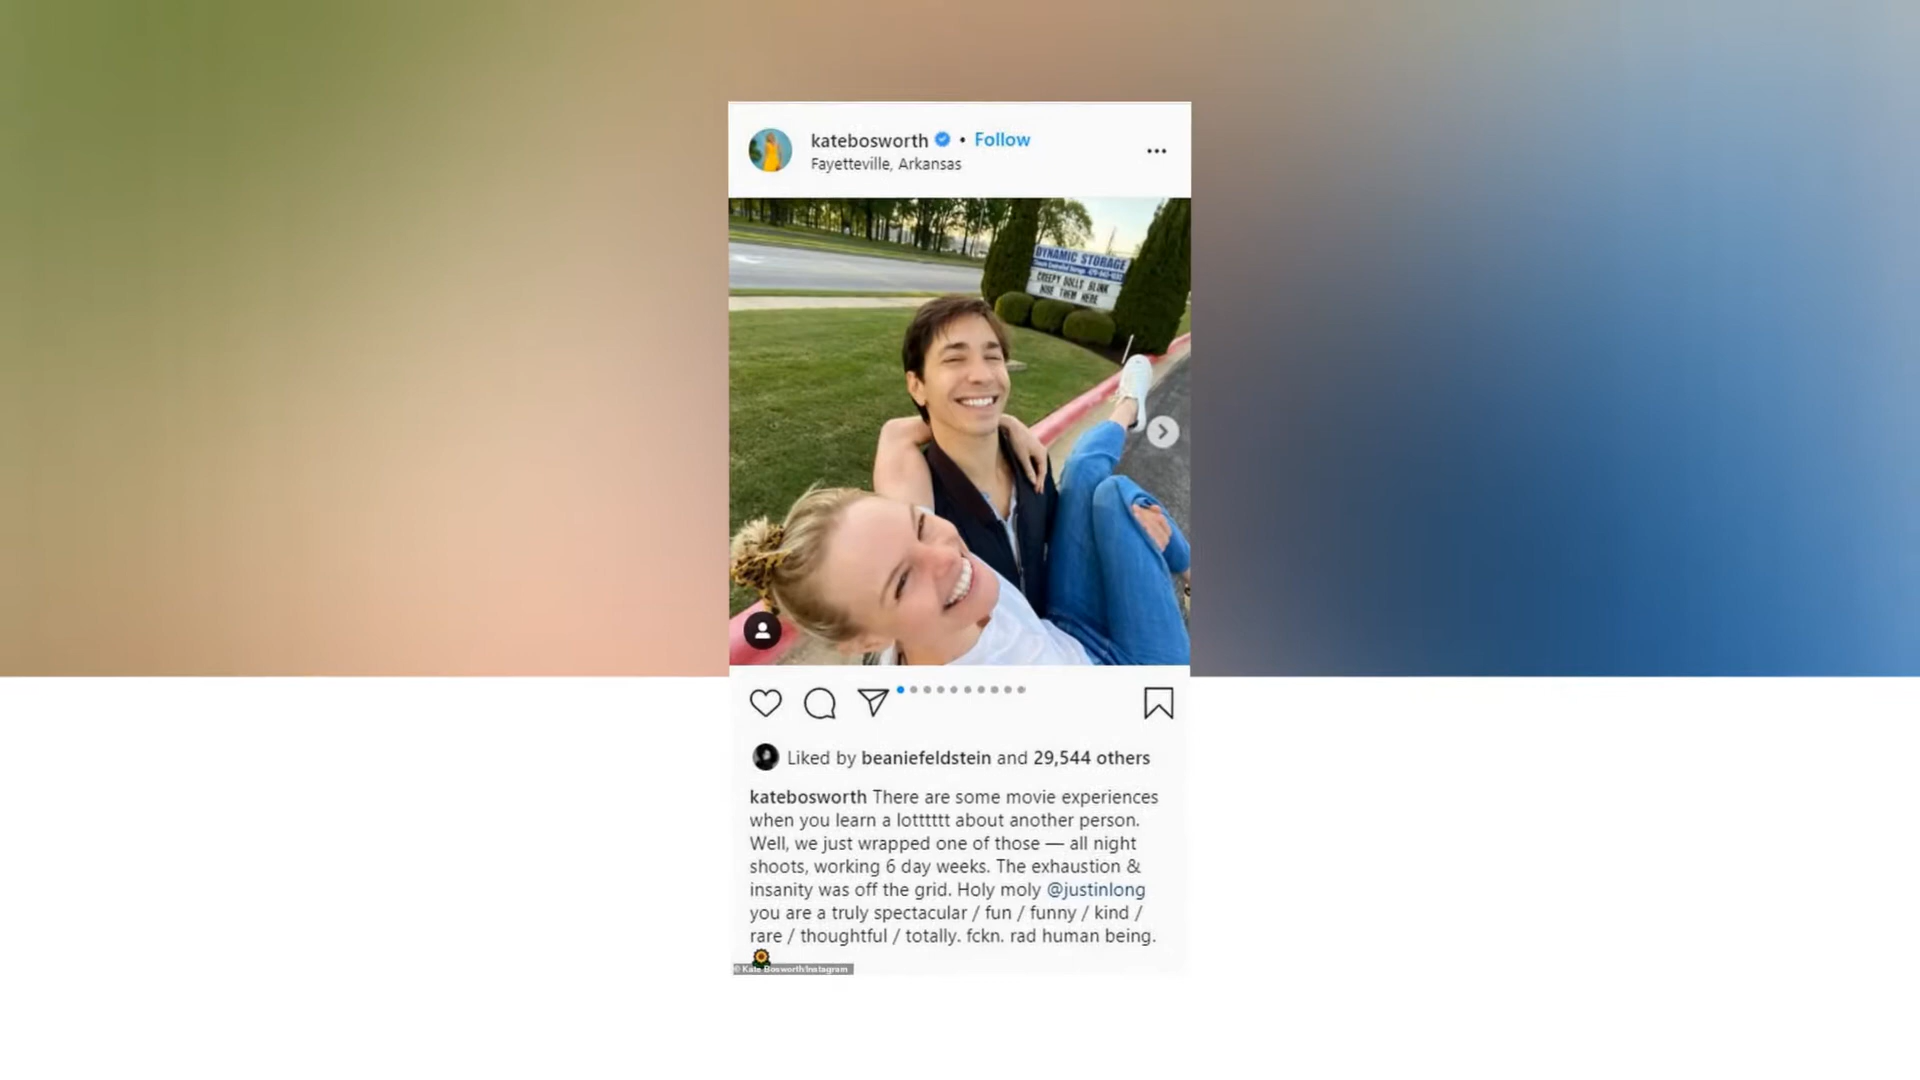 katebosworth • Follow
Fayetteville, Arkansas
DYNAMIC STORAGE
CREEPY DOLLS BLINK
HIDE THEM HERE
Liked by beaniefeldstein and 29,544 others
katebosworth There are some movie experiences
when you learn a lotttttt about another person.
Well, we just wrapped one of those — all night
shoots, working 6 day weeks. The exhaustion &
insanity was off the grid. Holy moly @justinlong
you are a truly spectacular / fun / funny / kind /
rare / thoughtful / totally. fckn. rad human being.
© Kate Bosworth/Instagram